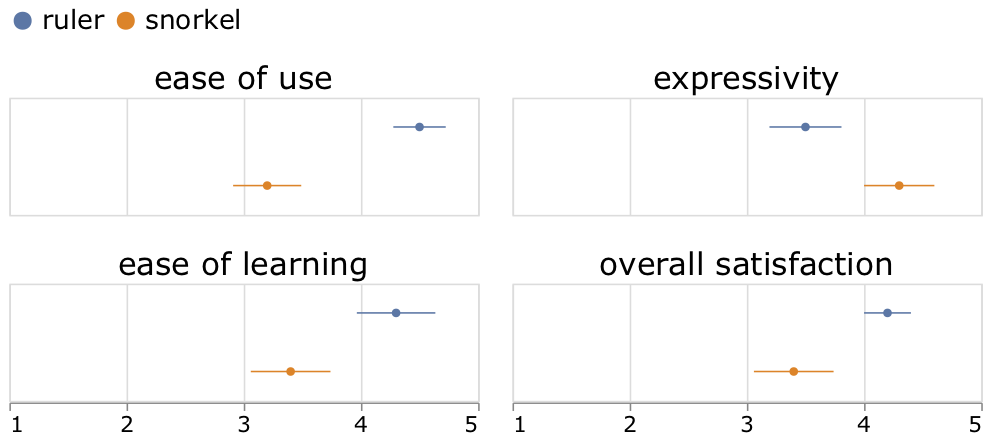 ruler snorkel
ease of use expressivity
ease of learning overall satisfaction
1 2 3 4 5 1 2 3 4 5